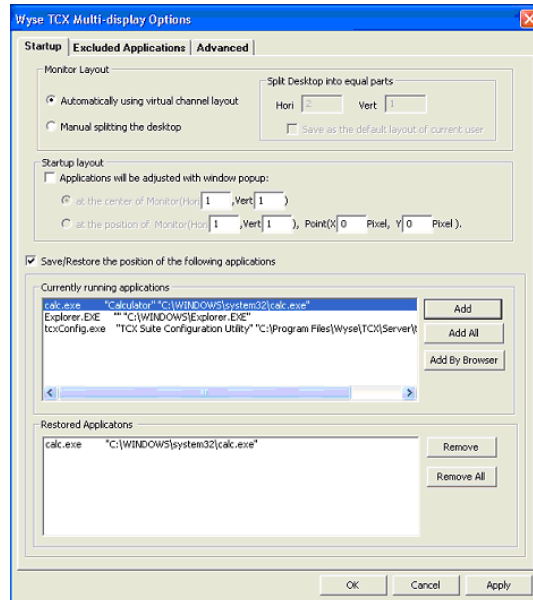 Wyse TCX Multi-display Options
Startup Excluded Applications Advanced
Monitor Layout
Automatically using virtual channel layout
Manual splitting the desktop
Split Desktop into equal parts
Hori 2 Vert 1
Save as the default layout of current user
Startup layout
Applications will be adjusted with window popup:
at the center of Monitor(Hori 1 ,Vert 1 )
at the position of Monitor(Hori 1 ,Vert 1 ), Point(X 0 Pixel, Y 0 Pixel ).
Save/Restore the position of the following applications
Currently running applications
calc.exe "Calculator" "C:\WINDOWS\system32\calc.exe"
Explorer.EXE "" "C:\WINDOWS\Explorer.EXE"
tcxConfig.exe "TCX Suite Configuration Utility" "C:\Program Files\Wyse\TCX\Server\t
Add
Add All
Add By Browser
Restored Applicatons
calc.exe "C:\WINDOWS\system32\calc.exe"
Remove
Remove All
OK Cancel Apply